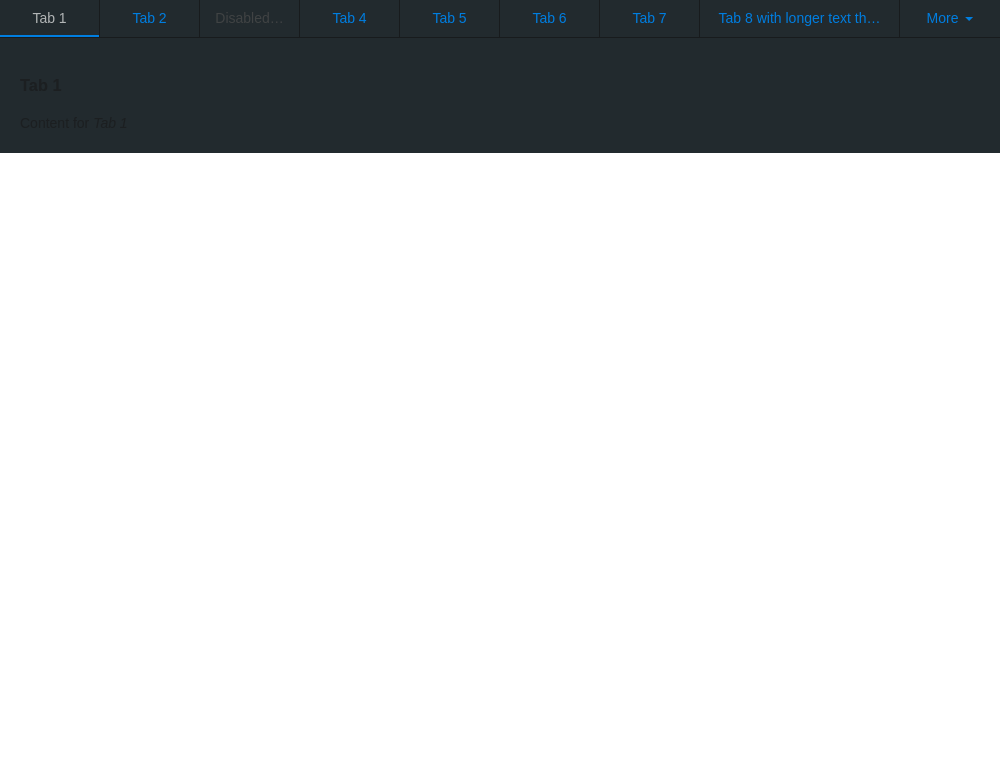 Tab 1 Tab 2 Disabled… Tab 4 Tab 5 Tab 6 Tab 7 Tab 8 with longer text th… More
Tab 1
Content for Tab 1